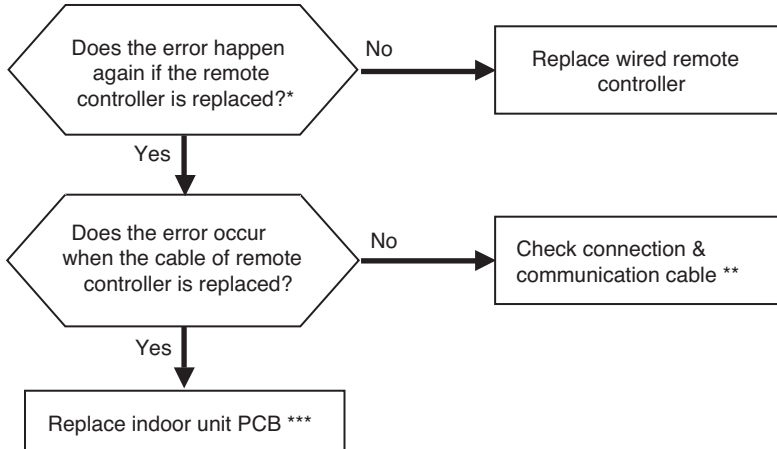 Does the error happen
again if the remote
controller is replaced?*
No
Replace wired remote
controller
Yes
Does the error occur
when the cable of remote
controller is replaced?
No
Check connection &
communication cable **
Yes
Replace indoor unit PCB ***